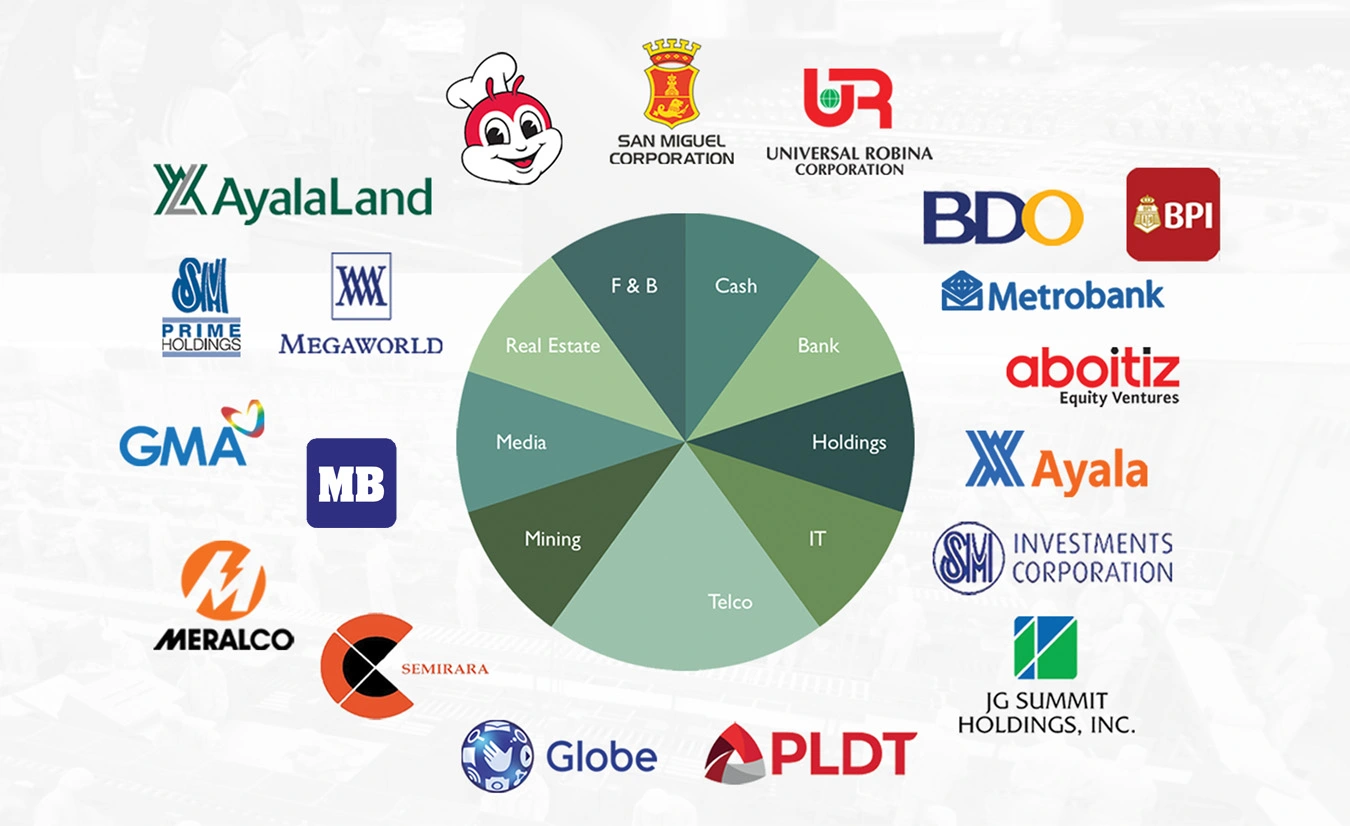 SAN MIGUEL
CORPORATION
UR
UNIVERSAL ROBINA
CORPORATION
AyalaLand
BDO
BPI
SM
PRIME
HOLDINGS
MEGAWORLD
Metrobank
F & B
Cash
Real Estate
Bank
aboitiz
Equity Ventures
GMA
Media
Holdings
Ayala
MB
Mining
IT
SM
INVESTMENTS
CORPORATION
Telco
MERALCO
SEMIRARA
JG SUMMIT
HOLDINGS, INC.
Globe
PLDT